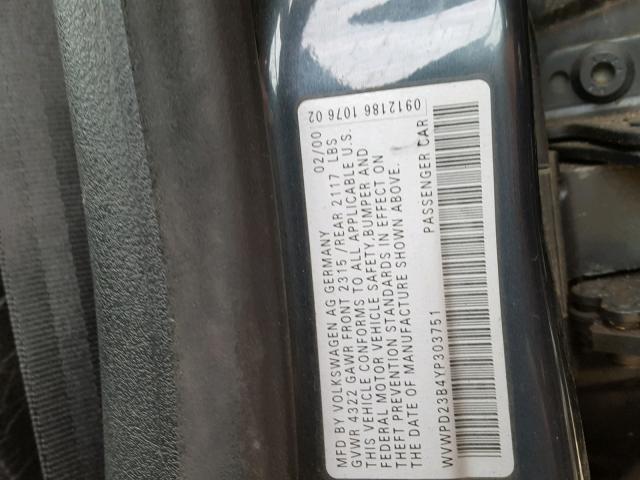 0912186 1076 02
MFD BY VOLKSWAGEN AG GERMANY 02/00
GVWR 4322 GAWR FRONT 2315 /REAR 2117 LBS
THIS VEHICLE CONFORMS TO ALL APPLICABLE U.S.
FEDERAL MOTOR VEHICLE SAFETY,BUMPER AND
THEFT PREVENTION STANDARDS IN EFFECT ON
THE DATE OF MANUFACTURE SHOWN ABOVE.
WVWPD23B4YP303751 PASSENGER CAR